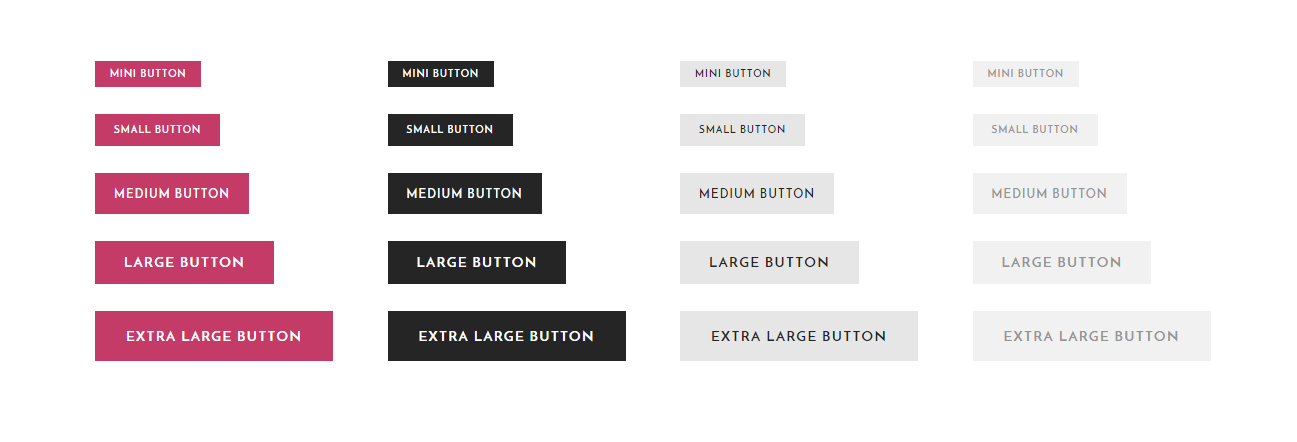 MINI BUTTON MINI BUTTON MINI BUTTON MINI BUTTON
SMALL BUTTON SMALL BUTTON SMALL BUTTON SMALL BUTTON
MEDIUM BUTTON MEDIUM BUTTON MEDIUM BUTTON MEDIUM BUTTON
LARGE BUTTON LARGE BUTTON LARGE BUTTON LARGE BUTTON
EXTRA LARGE BUTTON EXTRA LARGE BUTTON EXTRA LARGE BUTTON EXTRA LARGE BUTTON